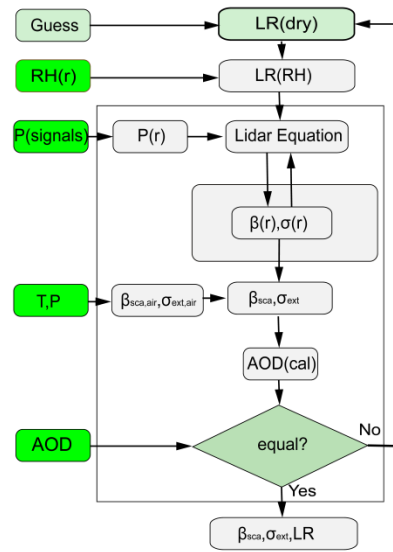 Guess
LR(dry)
RH(r)
LR(RH)
P(signals)
P(r)
Lidar Equation
β(r),σ(r)
T,P
βsca,air,σext,air
βsca,σext
AOD(cal)
AOD
equal?
No
Yes
βsca,σext,LR